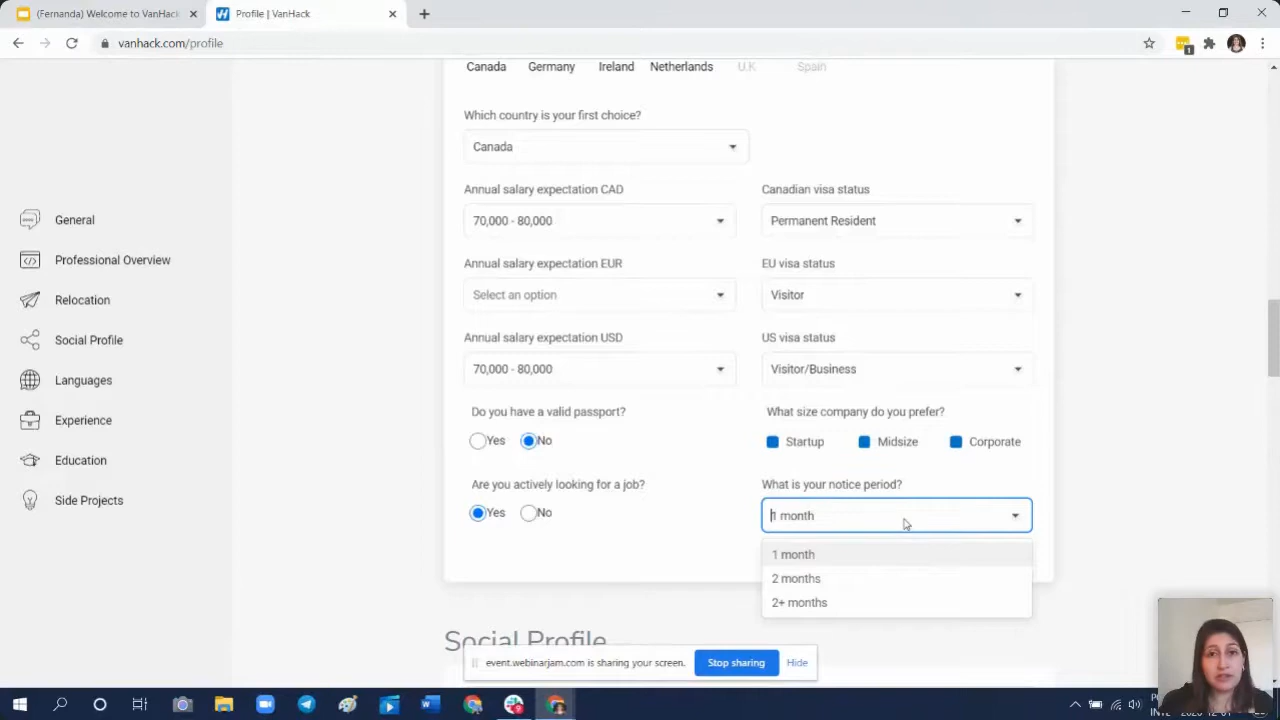 (Fernanda) Welcome to VanHack
Profile | VanHack
vanhack.com/profile
1
Canada Germany Ireland Netherlands U.K Spain
Which country is your first choice?
Canada
Annual salary expectation CAD Canadian visa status
70,000 - 80,000 Permanent Resident
Annual salary expectation EUR EU visa status
Select an option Visitor
Annual salary expectation USD US visa status
70,000 - 80,000 Visitor/Business
Do you have a valid passport? What size company do you prefer?
Yes No Startup Midsize Corporate
Are you actively looking for a job? What is your notice period?
Yes No 1 month
1 month
2 months
2+ months
General
Professional Overview
Relocation
Social Profile
Languages
Experience
Education
Side Projects
Social Profile
event.webinarjam.com is sharing your screen. Stop sharing Hide